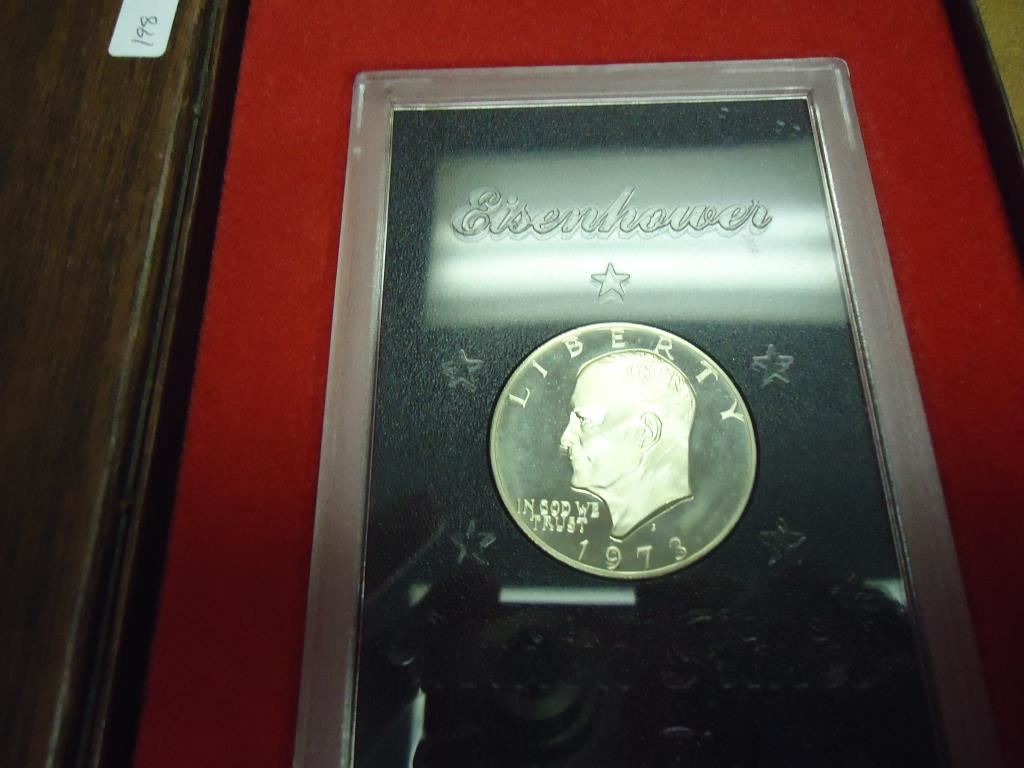 198
Eisenhower
LIBERTY
IN GOD WE
TRUST
S
1973